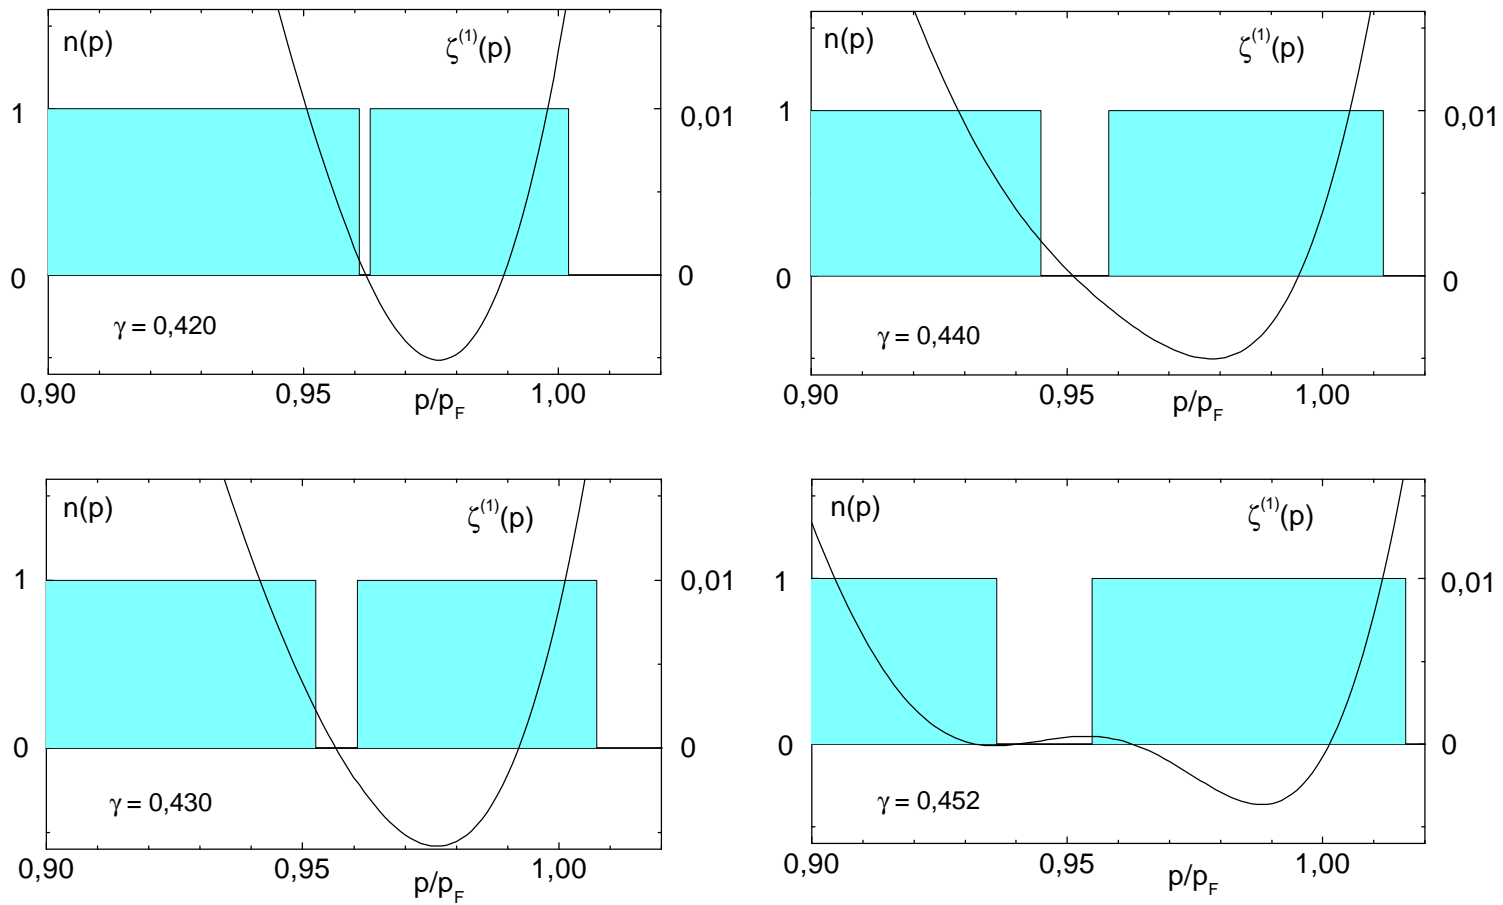 n(p) ζ⁽¹⁾(p)
1 0,01
0 0
γ = 0,420
0,90 0,95 p/p_F 1,00
n(p) ζ⁽¹⁾(p)
1 0,01
0 0
γ = 0,440
0,90 0,95 p/p_F 1,00
n(p) ζ⁽¹⁾(p)
1 0,01
0 0
γ = 0,430
0,90 0,95 p/p_F 1,00
n(p) ζ⁽¹⁾(p)
1 0,01
0 0
γ = 0,452
0,90 0,95 p/p_F 1,00